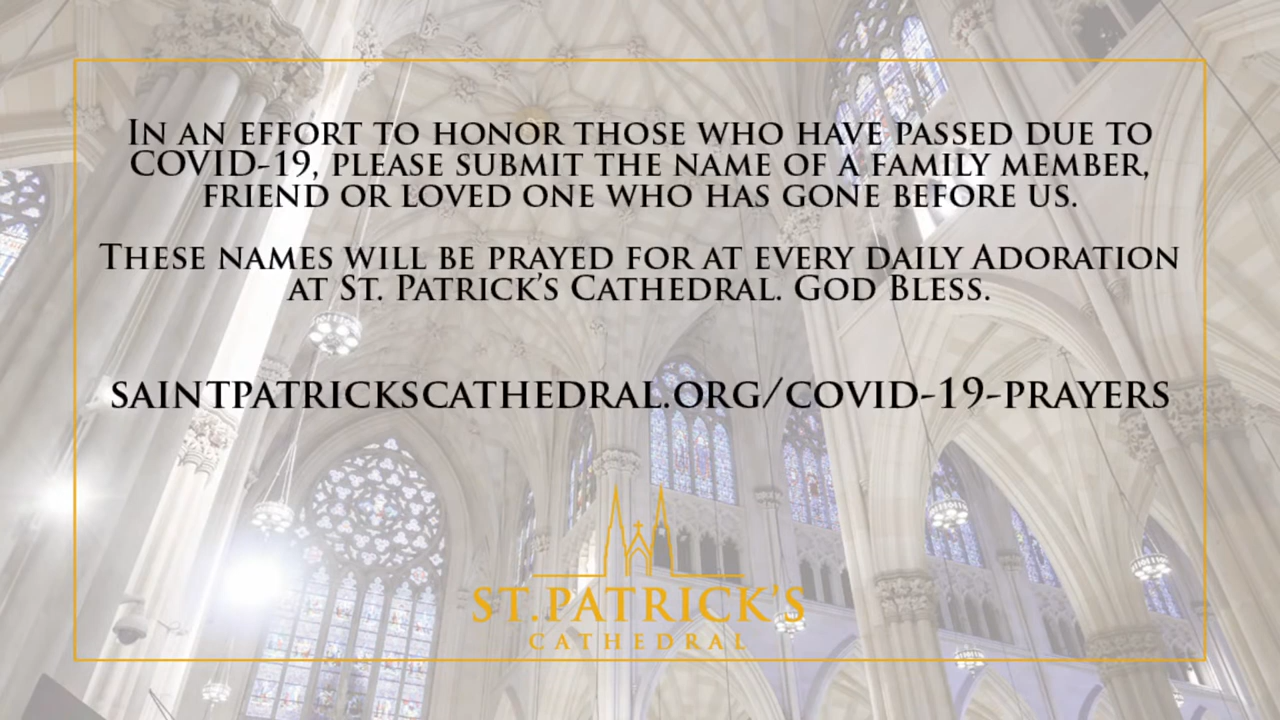 In an effort to honor those who have passed due to
COVID-19, please submit the name of a family member,
friend or loved one who has gone before us.
These names will be prayed for at every daily Adoration
at St. Patrick's Cathedral. God Bless.
saintpatrickscathedral.org/covid-19-prayers
ST. PATRICK'S
CATHEDRAL